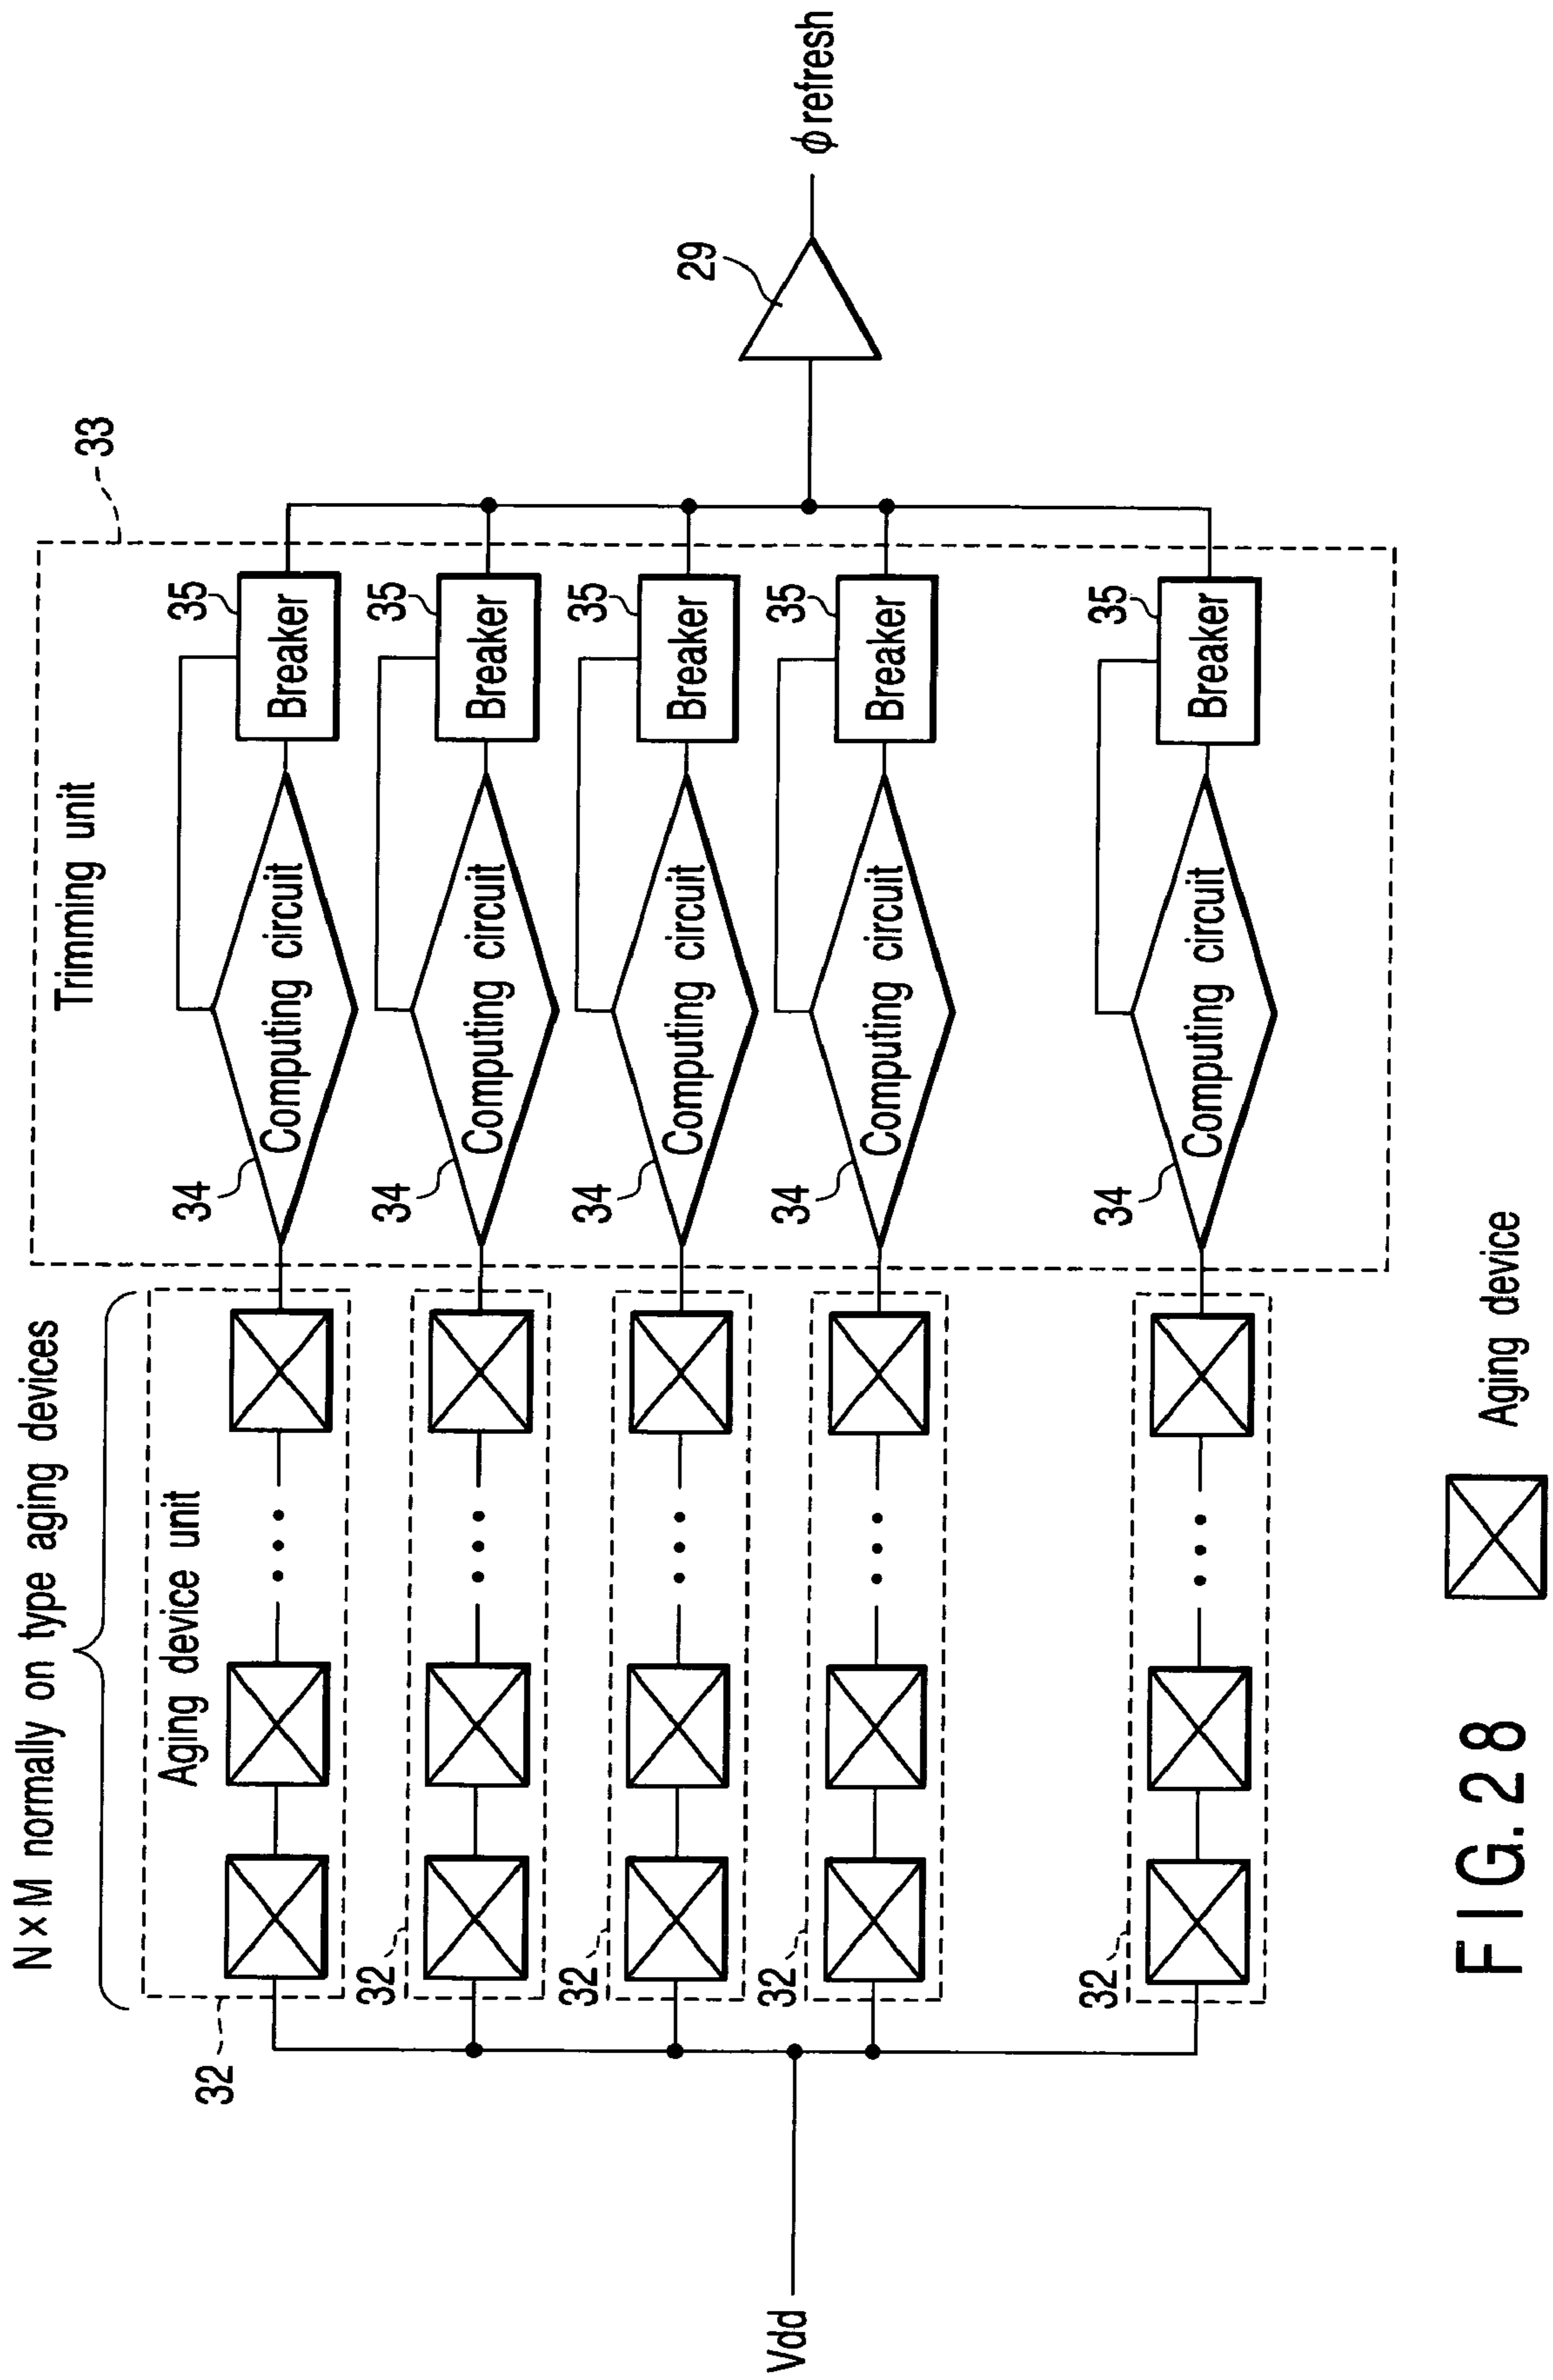 N×M normally on type aging devices
Aging device unit
32
32
32
32
32
Vdd
Trimming unit
33
34
Computing circuit
35
Breaker
34
Computing circuit
35
Breaker
34
Computing circuit
35
Breaker
34
Computing circuit
35
Breaker
34
Computing circuit
35
Breaker
29
ϕ refresh
Aging device
FIG. 28